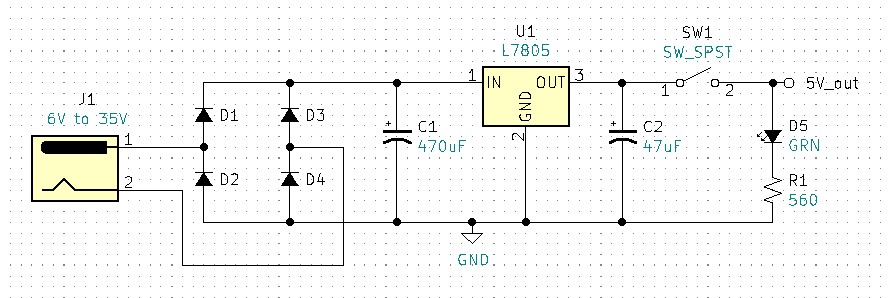 J1
6V to 35V
1
2
D1
D2
D3
D4
C1
470uF
U1
L7805
1
IN
OUT
3
GND
2
GND
C2
47uF
SW1
SW_SPST
1
2
5V_out
D5
GRN
R1
560